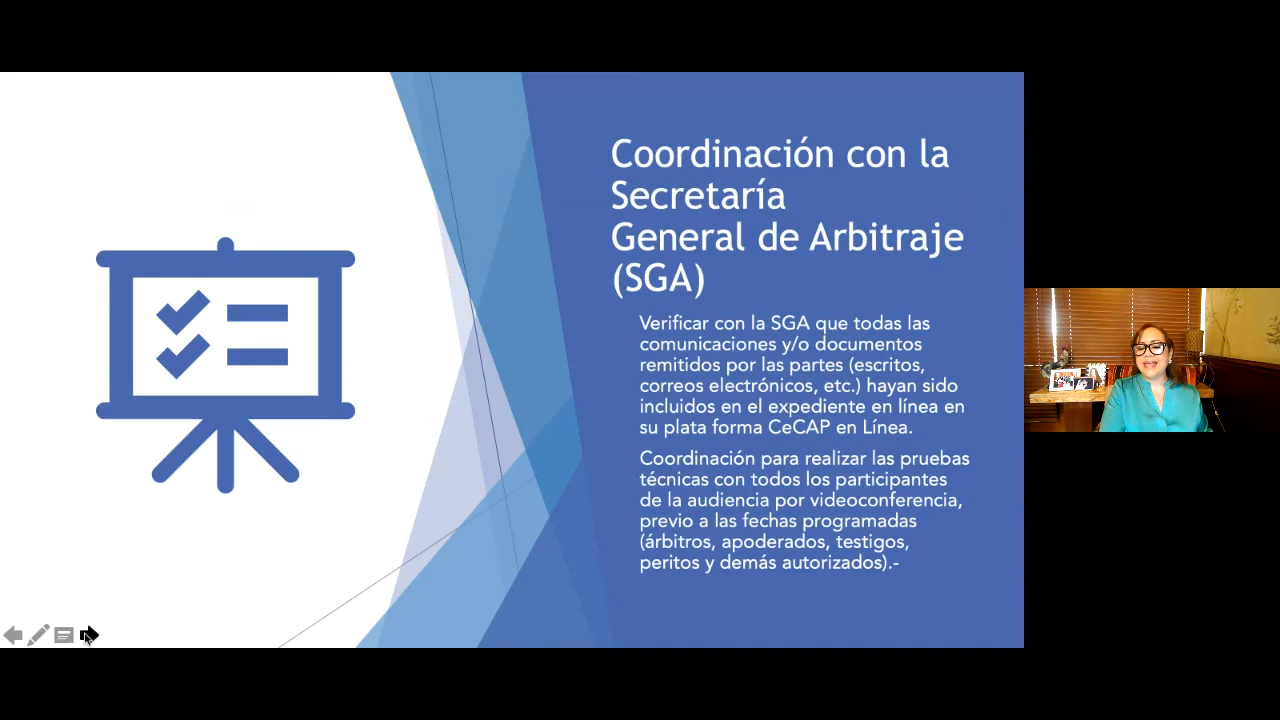 Coordinación con la
Secretaría
General de Arbitraje
(SGA)
Verificar con la SGA que todas las
comunicaciones y/o documentos
remitidos por las partes (escritos,
correos electrónicos, etc.) hayan sido
incluidos en el expediente en línea en
su plata forma CeCAP en Línea.
Coordinación para realizar las pruebas
técnicas con todos los participantes
de la audiencia por videoconferencia,
previo a las fechas programadas
(árbitros, apoderados, testigos,
peritos y demás autorizados).-